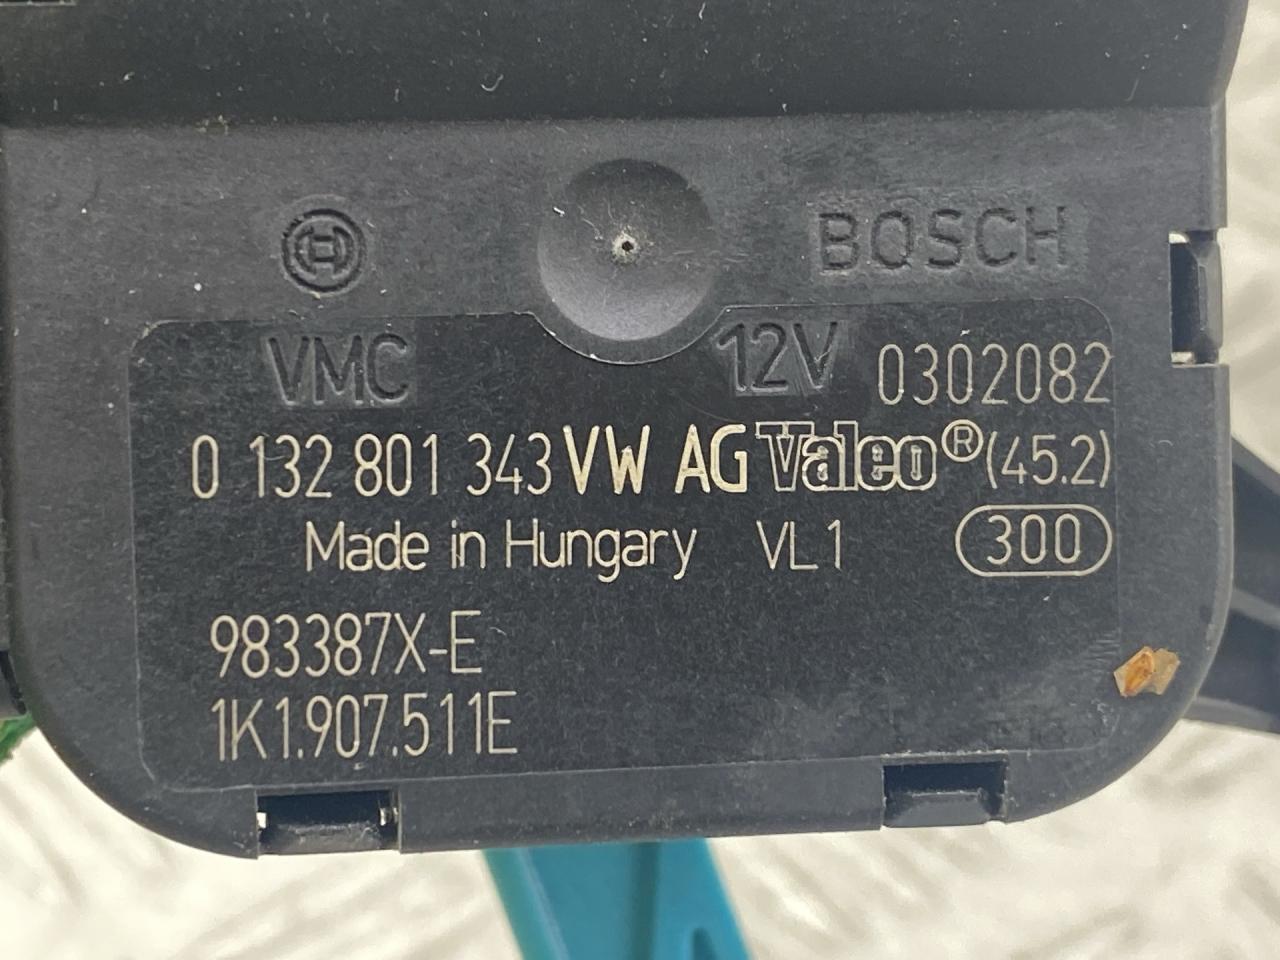 BOSCH
VMC 12V 0302082
0 132 801 343 VW AG Valeo® (45.2)
Made in Hungary VL1 300
983387X-E
1K1.907.511E